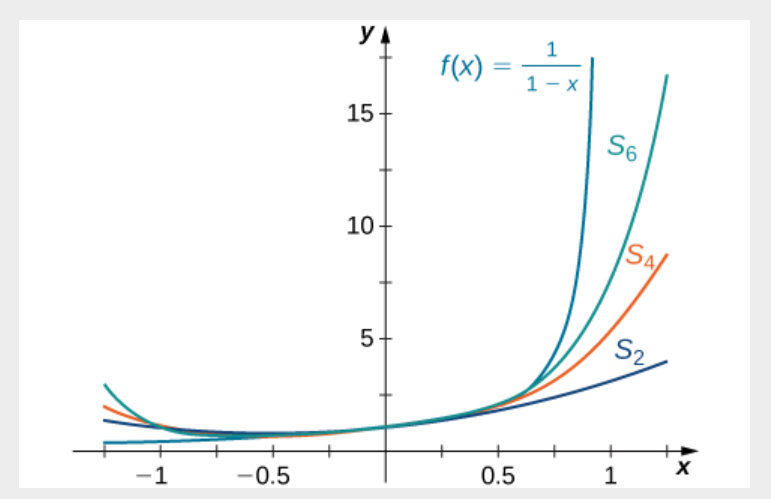 y
f(x) = 1/(1 − x)
15
S₆
10
S₄
5
S₂
−1
−0.5
0.5
1
x